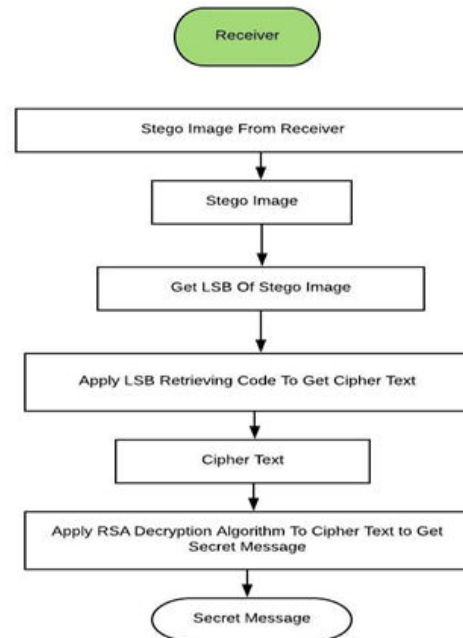 Receiver
Stego Image From Receiver
Stego Image
Get LSB Of Stego Image
Apply LSB Retrieving Code To Get Cipher Text
Cipher Text
Apply RSA Decryption Algorithm To Cipher Text to Get
Secret Message
Secret Message